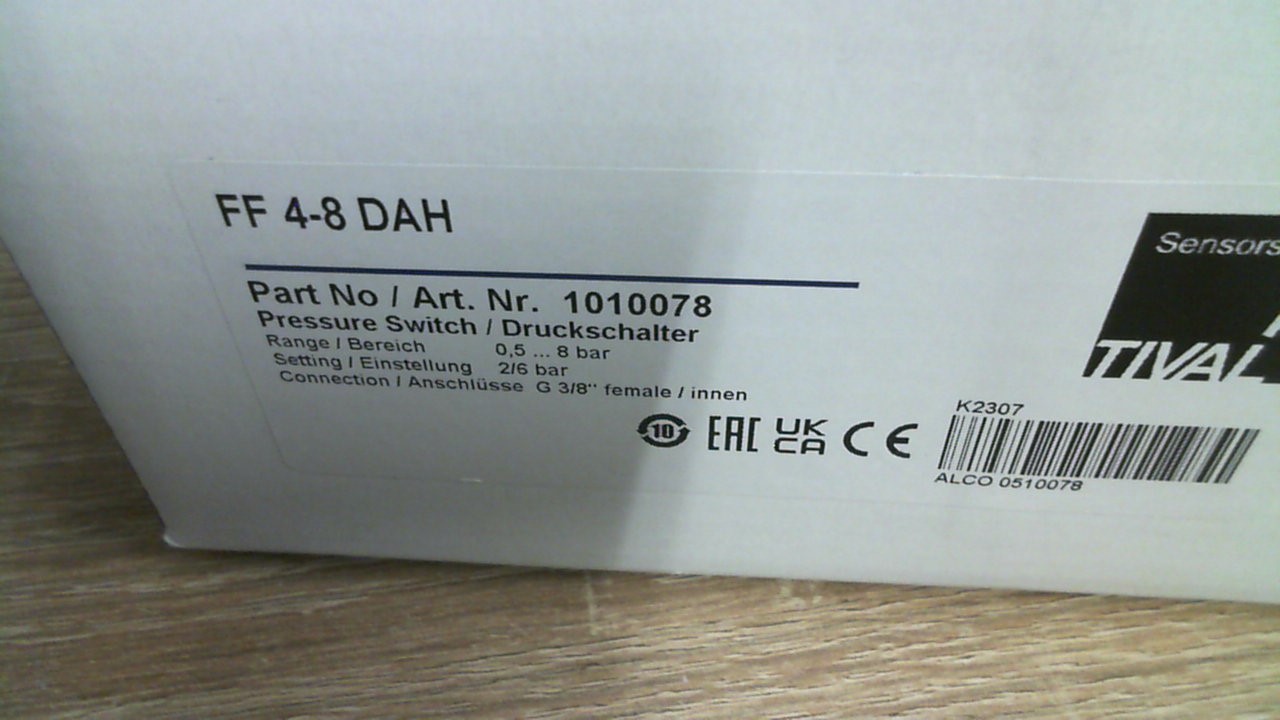 FF 4-8 DAH
Part No / Art. Nr. 1010078
Pressure Switch / Druckschalter
Range / Bereich 0,5 ... 8 bar
Setting / Einstellung 2/6 bar
Connection / Anschlüsse G 3/8“ female / innen
10 EAC UK CA CE
Sensors
TIVAL
K2307
ALCO 0510078